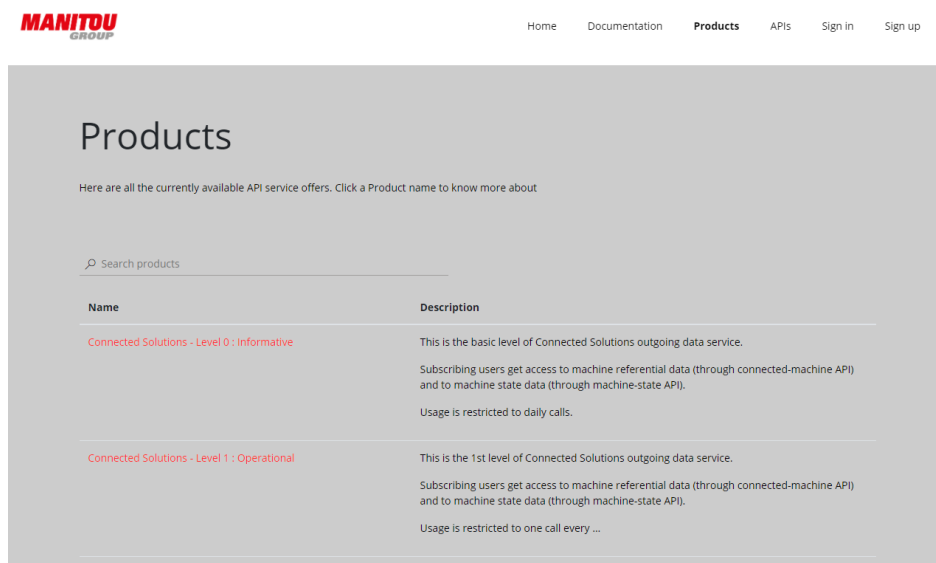 MANITOU
GROUP
Home Documentation Products APIs Sign in Sign up
Products
Here are all the currently available API service offers. Click a Product name to know more about
Search products
Name Description
Connected Solutions - Level 0 : Informative
This is the basic level of Connected Solutions outgoing data service.
Subscribing users get access to machine referential data (through connected-machine API)
and to machine state data (through machine-state API).
Usage is restricted to daily calls.
Connected Solutions - Level 1 : Operational
This is the 1st level of Connected Solutions outgoing data service.
Subscribing users get access to machine referential data (through connected-machine API)
and to machine state data (through machine-state API).
Usage is restricted to one call every ...